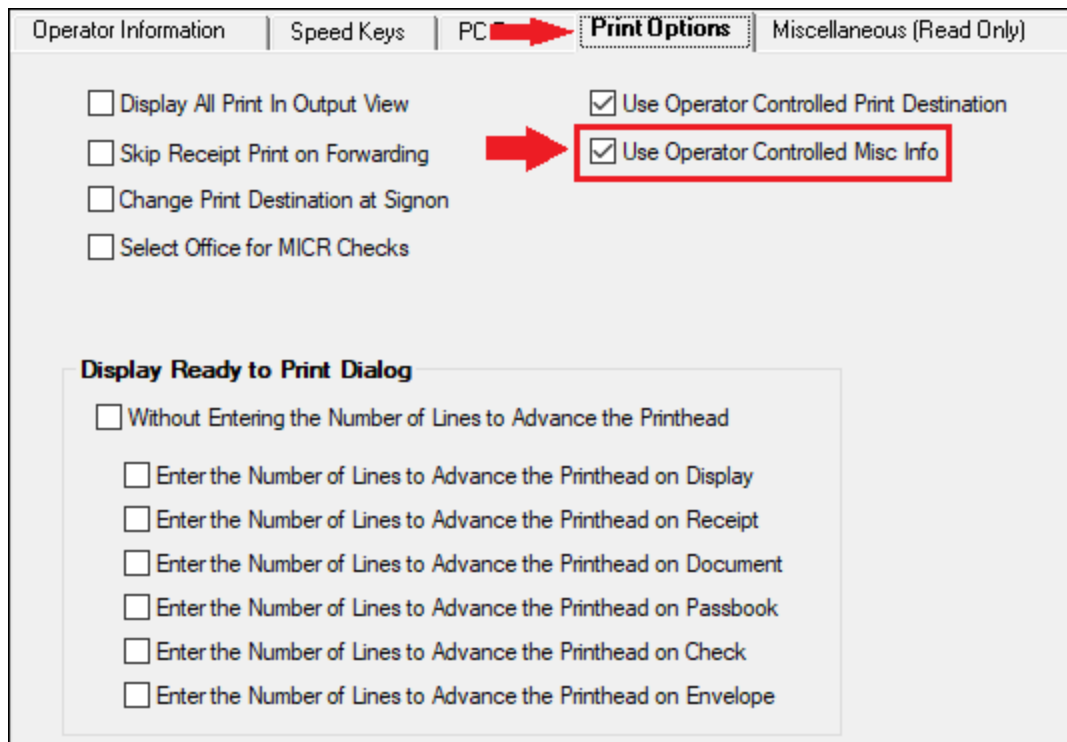 Operator Information Speed Keys PC Print Options Miscellaneous (Read Only)
Display All Print In Output View
Skip Receipt Print on Forwarding
Change Print Destination at Signon
Select Office for MICR Checks
Use Operator Controlled Print Destination
Use Operator Controlled Misc Info
Display Ready to Print Dialog
Without Entering the Number of Lines to Advance the Printhead
Enter the Number of Lines to Advance the Printhead on Display
Enter the Number of Lines to Advance the Printhead on Receipt
Enter the Number of Lines to Advance the Printhead on Document
Enter the Number of Lines to Advance the Printhead on Passbook
Enter the Number of Lines to Advance the Printhead on Check
Enter the Number of Lines to Advance the Printhead on Envelope